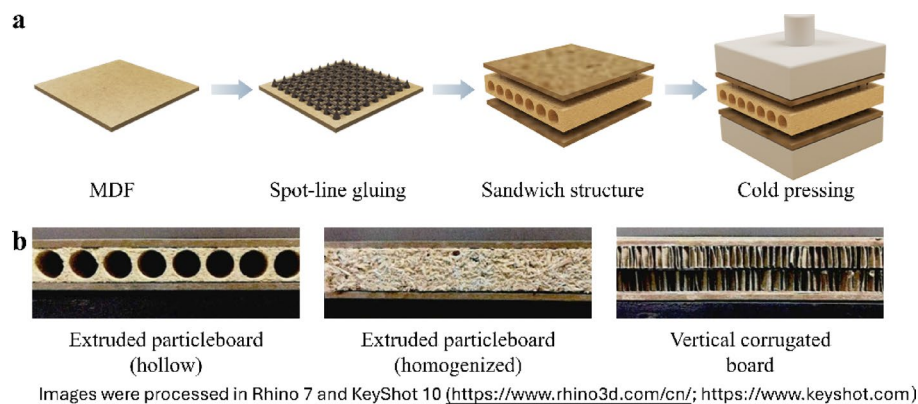 a
MDF
Spot-line gluing
Sandwich structure
Cold pressing
b
Extruded particleboard
(hollow)
Extruded particleboard
(homogenized)
Vertical corrugated
board
Images were processed in Rhino 7 and KeyShot 10 (https://www.rhino3d.com/cn/; https://www.keyshot.com)